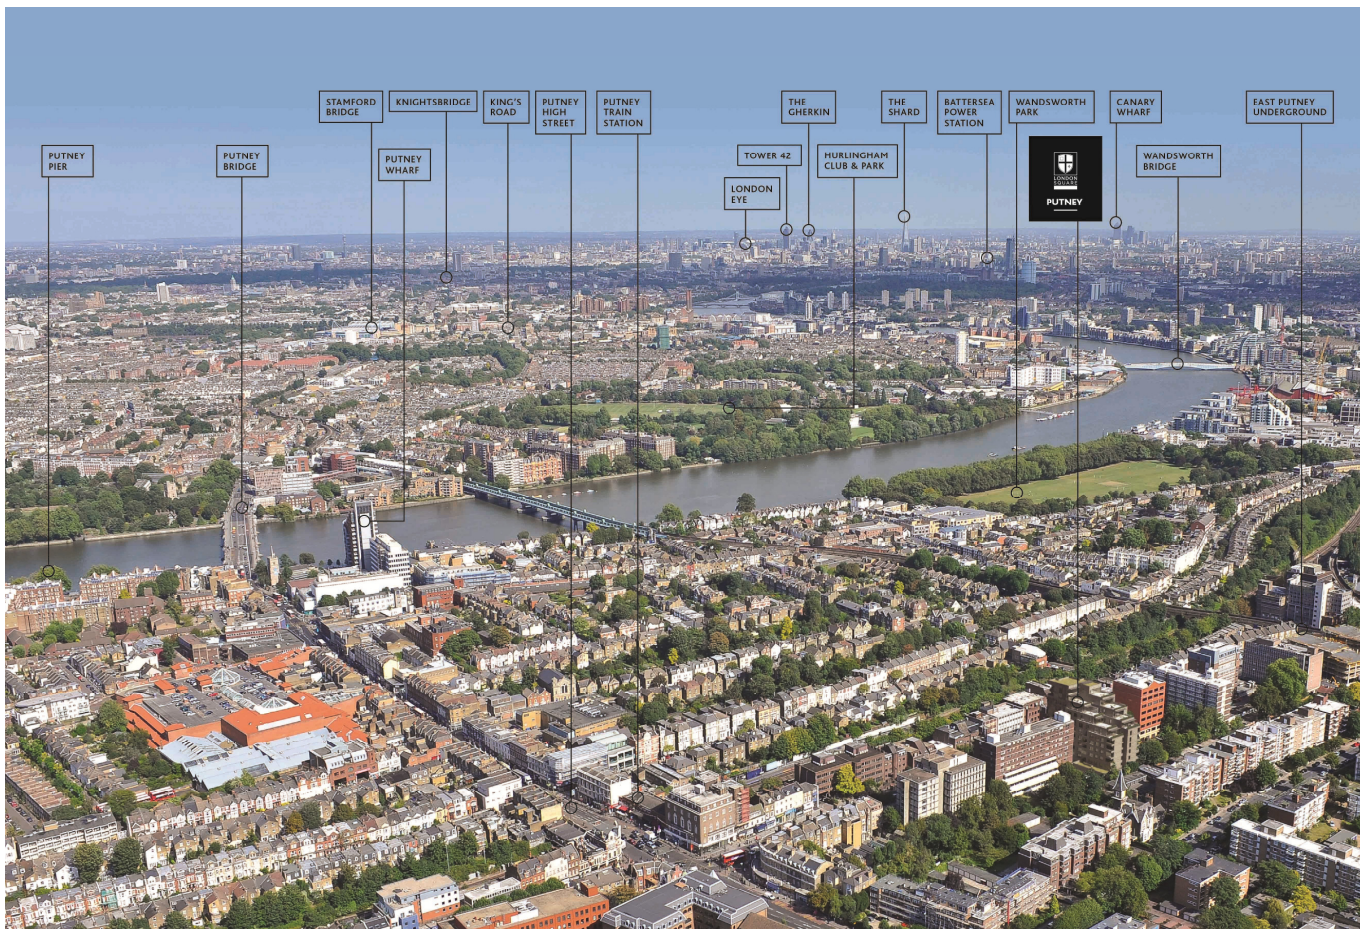 STAMFORD
BRIDGE
KNIGHTSBRIDGE
KING'S
ROAD
PUTNEY
HIGH
STREET
PUTNEY
TRAIN
STATION
THE
GHERKIN
THE
SHARD
BATTERSEA
POWER
STATION
WANDSWORTH
PARK
CANARY
WHARF
EAST PUTNEY
UNDERGROUND
PUTNEY
PIER
PUTNEY
BRIDGE
PUTNEY
WHARF
TOWER 42
HURLINGHAM
CLUB & PARK
WANDSWORTH
BRIDGE
LONDON
EYE
LONDON
SQUARE
PUTNEY